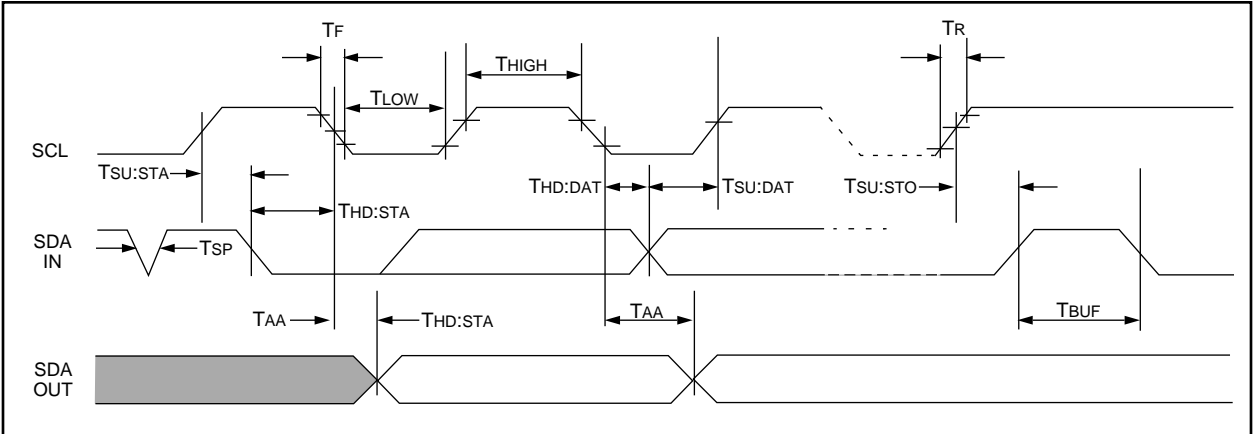 TF
TR
THIGH
TLOW
SCL
TSU:STA
THD:DAT
TSU:DAT
TSU:STO
THD:STA
SDA
IN
TSP
TAA
THD:STA
TAA
TBUF
SDA
OUT